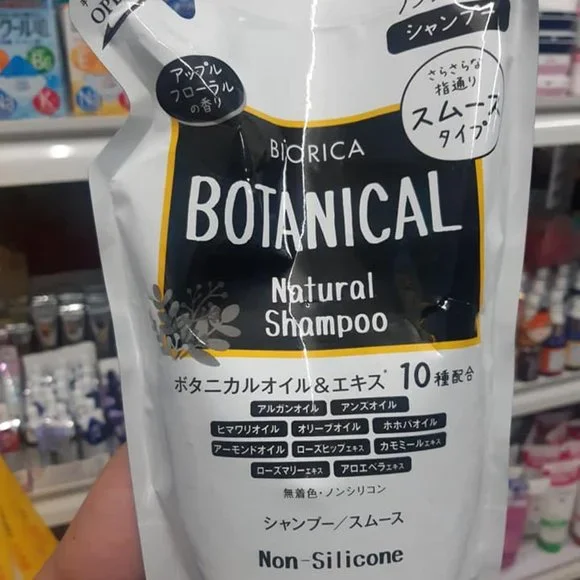 OPEN
シャンプー
アップル
フローラル
の香り
さらさらな
指通り
スムース
タイプ
BIORICA
BOTANICAL
Natural
Shampoo
ボタニカルオイル&エキス* 10種配合
アルガンオイル アンズオイル
ヒマワリオイル オリーブオイル ホホバオイル
アーモンドオイル ローズヒップエキス カモミールエキス
ローズマリーエキス アロエベラエキス
無着色・ノンシリコン
シャンプー/スムース
Non-Silicone